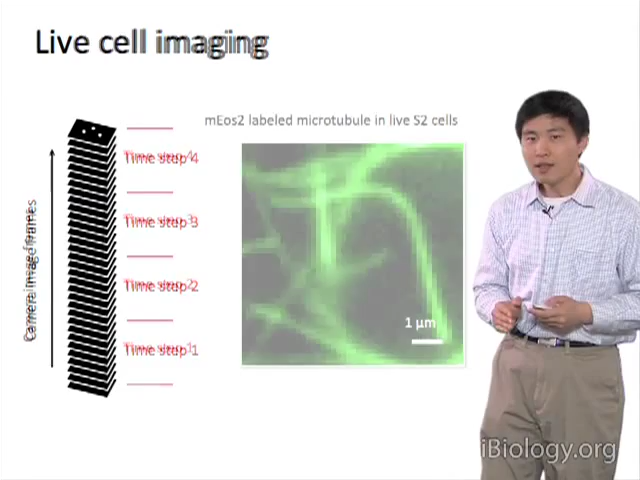 Live cell imaging
mEos2 labeled microtubule in live S2 cells
Time step 4
Time step 3
Time step 2
Time step 1
Camera image frames
1 µm
iBiology.org